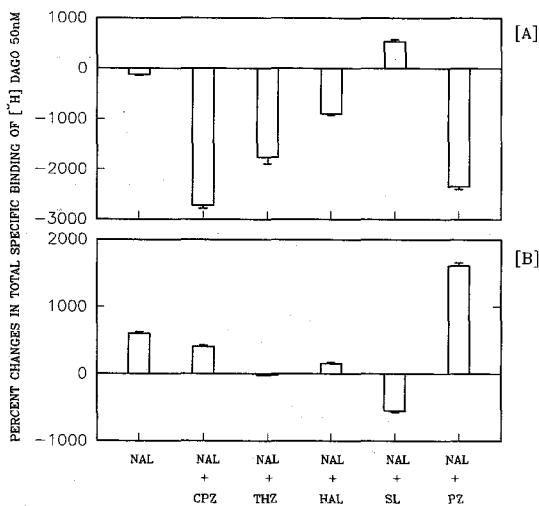 PERCENT CHANGES IN TOTAL SPECIFIC BINDING OF [³H] DAGO 50nM
1000
0
−1000
−2000
−3000
[A]
2000
1000
0
−1000
[B]
NAL NAL NAL NAL NAL NAL
+ + + + +
CPZ THZ HAL SL PZ